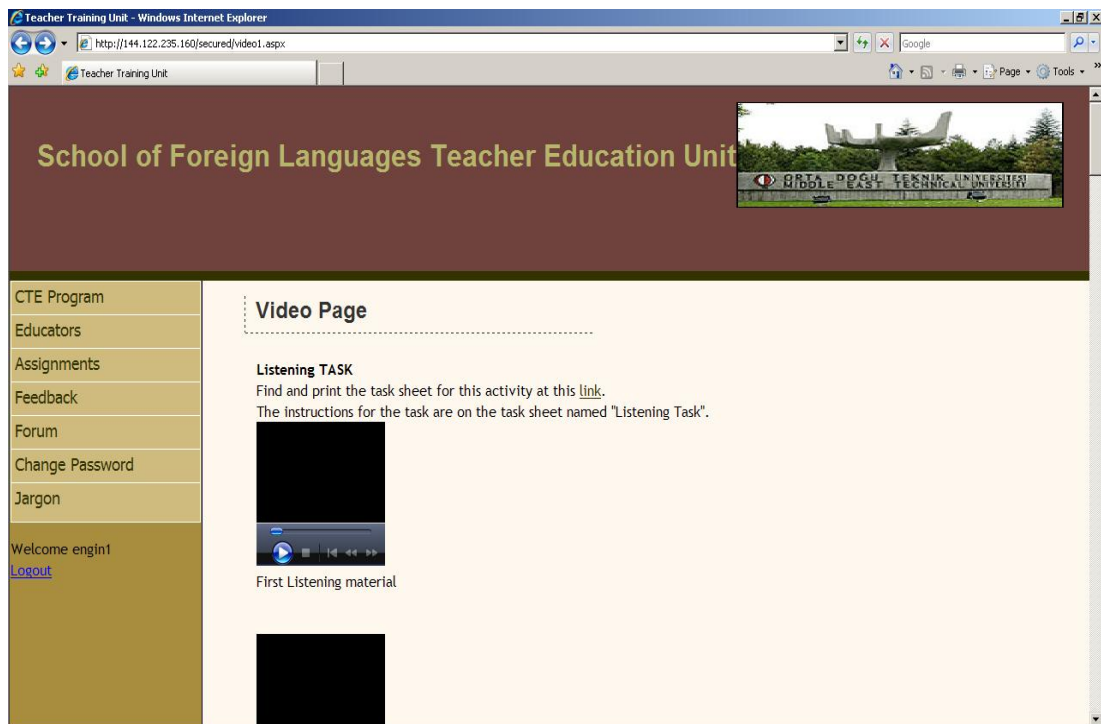 Teacher Training Unit - Windows Internet Explorer
http://144.122.235.160/secured/video1.aspx
Google
Teacher Training Unit
Page
Tools
School of Foreign Languages Teacher Education Unit
ORTA DOĞU TEKNİK ÜNİVERSİTESİ
MIDDLE EAST TECHNICAL UNIVERSITY
CTE Program
Educators
Assignments
Feedback
Forum
Change Password
Jargon
Welcome engin1
Logout
Video Page
Listening TASK
Find and print the task sheet for this activity at this link.
The instructions for the task are on the task sheet named "Listening Task".
First Listening material